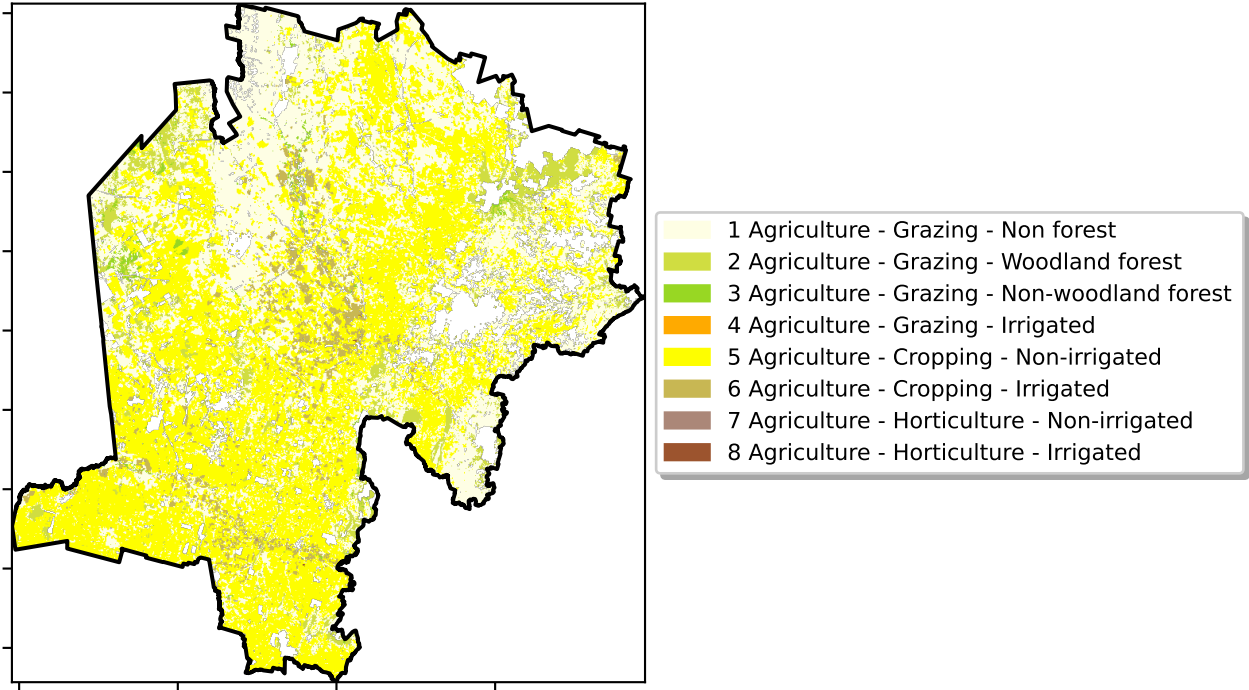 1 Agriculture - Grazing - Non forest
2 Agriculture - Grazing - Woodland forest
3 Agriculture - Grazing - Non-woodland forest
4 Agriculture - Grazing - Irrigated
5 Agriculture - Cropping - Non-irrigated
6 Agriculture - Cropping - Irrigated
7 Agriculture - Horticulture - Non-irrigated
8 Agriculture - Horticulture - Irrigated